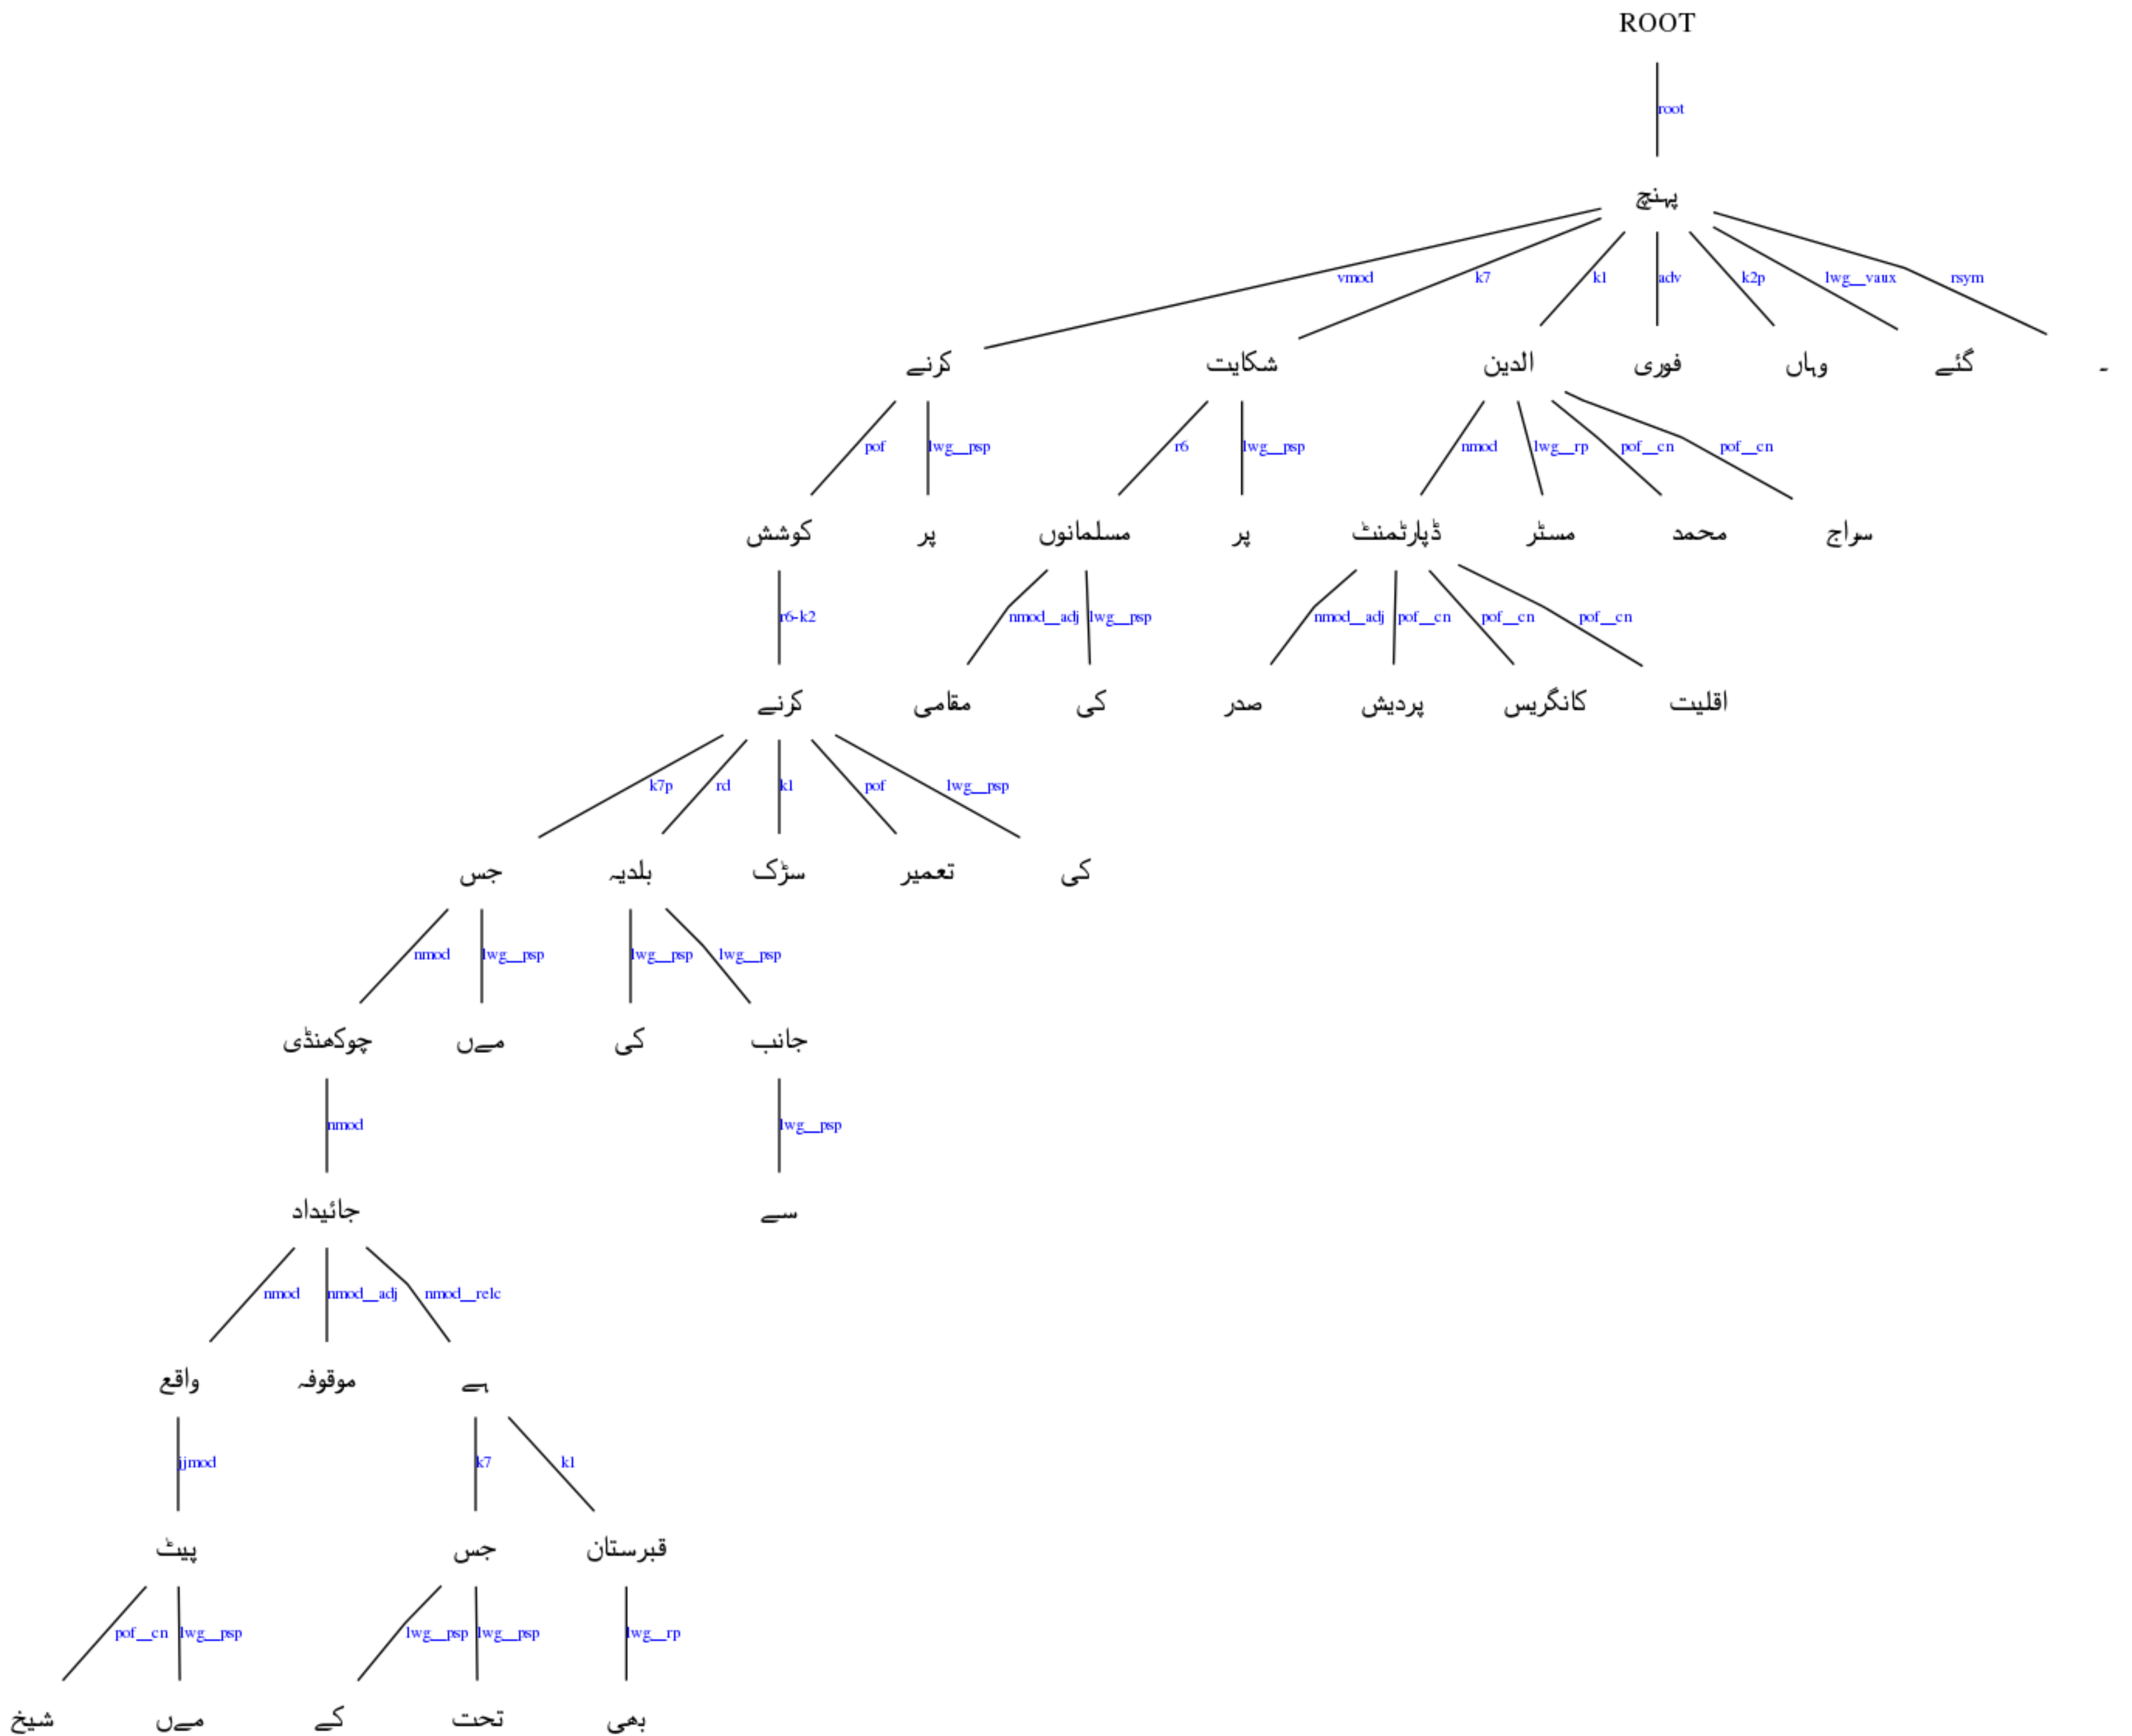 ROOT
root
پہنچ
vmod k7 k1 adv k2p lwg__vaux rsym
کرنے شکایت الدین فوری وہاں گئے ۔
pof lwg__psp r6 lwg__psp nmod lwg__rp pof__cn pof__cn
کوشش پر مسلمانوں پر ڈپارٹمنٹ مسٹر محمد سراج
r6-k2 nmod__adj lwg__psp nmod__adj pof__cn pof__cn pof__cn
کرنے مقامی کی صدر پردیش کانگریس اقلیت
k7p rd k1 pof lwg__psp
جس بلدیہ سڑک تعمیر کی
nmod lwg__psp lwg__psp lwg__psp
چوکھنڈی مےں کی جانب
nmod lwg__psp
جائیداد سے
nmod nmod__adj nmod__relc
واقع موقوفہ ہے
jjmod k7 k1
پیٹ جس قبرستان
pof__cn lwg__psp lwg__psp lwg__psp lwg__rp
شیخ مےں کے تحت بھی